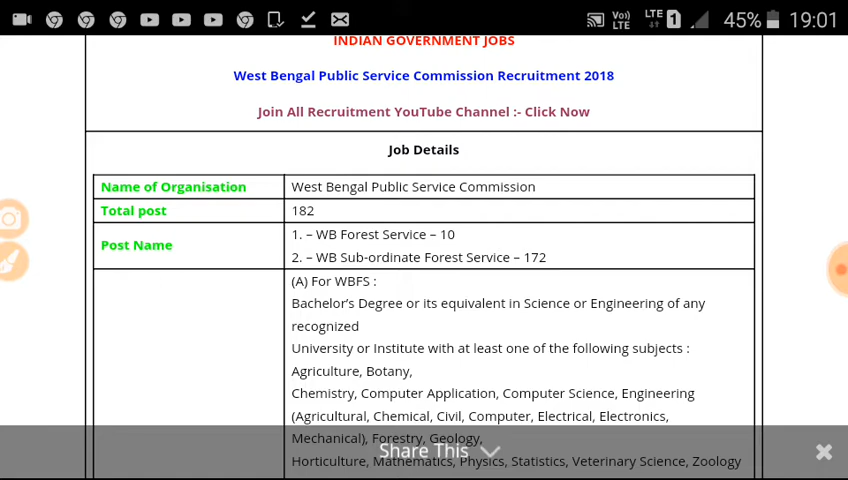 Vo))
LTE
LTE
1
45%
19:01
INDIAN GOVERNMENT JOBS
West Bengal Public Service Commission Recruitment 2018
Join All Recruitment YouTube Channel :- Click Now
Job Details
Name of Organisation
West Bengal Public Service Commission
Total post
182
Post Name
1. – WB Forest Service – 10
2. – WB Sub-ordinate Forest Service – 172
(A) For WBFS :
Bachelor's Degree or its equivalent in Science or Engineering of any
recognized
University or Institute with at least one of the following subjects :
Agriculture, Botany,
Chemistry, Computer Application, Computer Science, Engineering
(Agricultural, Chemical, Civil, Computer, Electrical, Electronics,
Mechanical), Forestry, Geology,
Share This
Horticulture, Mathematics, Physics, Statistics, Veterinary Science, Zoology